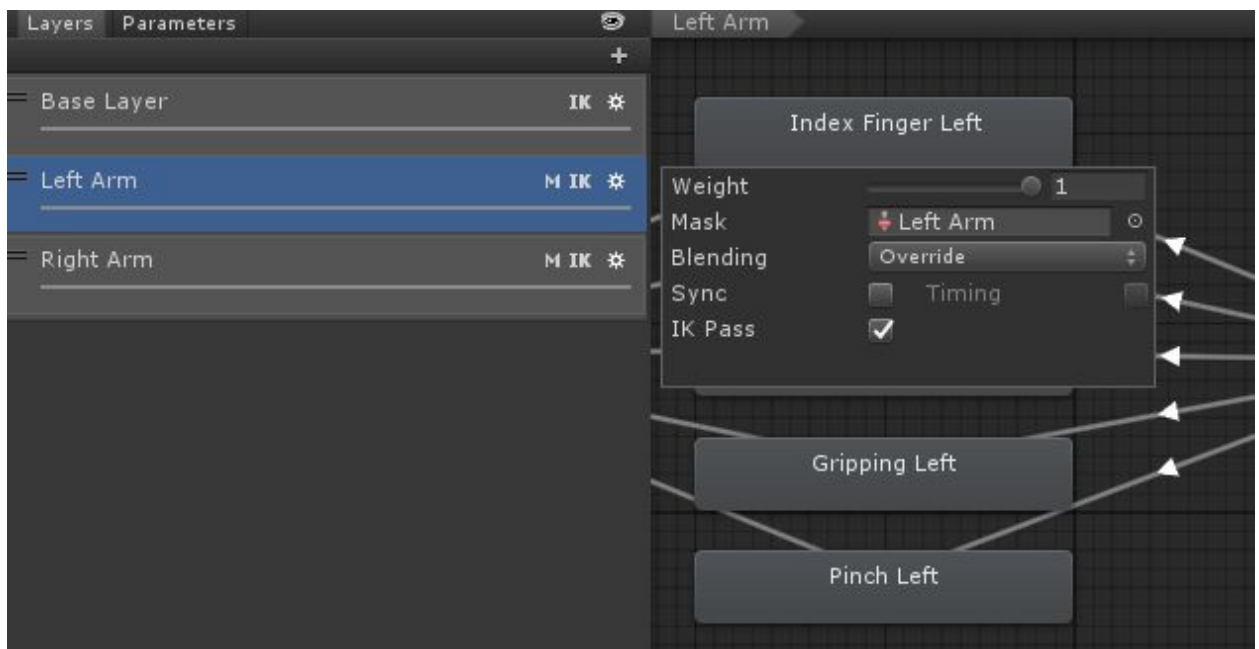 Layers Parameters
Left Arm
Base Layer IK
Left Arm M IK
Right Arm M IK
Index Finger Left
Weight 1
Mask Left Arm
Blending Override
Sync Timing
IK Pass
Gripping Left
Pinch Left